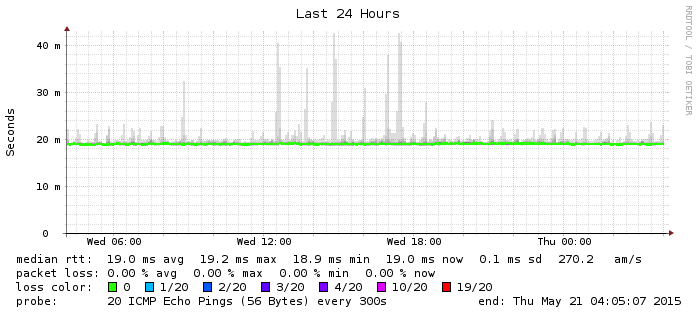 Last 24 Hours
RRDTOOL / TOBI OETIKER
Seconds
40 m
30 m
20 m
10 m
0
Wed 06:00 Wed 12:00 Wed 18:00 Thu 00:00
median rtt: 19.0 ms avg 19.2 ms max 18.9 ms min 19.0 ms now 0.1 ms sd 270.2 am/s
packet loss: 0.00 % avg 0.00 % max 0.00 % min 0.00 % now
loss color: 0 1/20 2/20 3/20 4/20 10/20 19/20
probe: 20 ICMP Echo Pings (56 Bytes) every 300s end: Thu May 21 04:05:07 2015